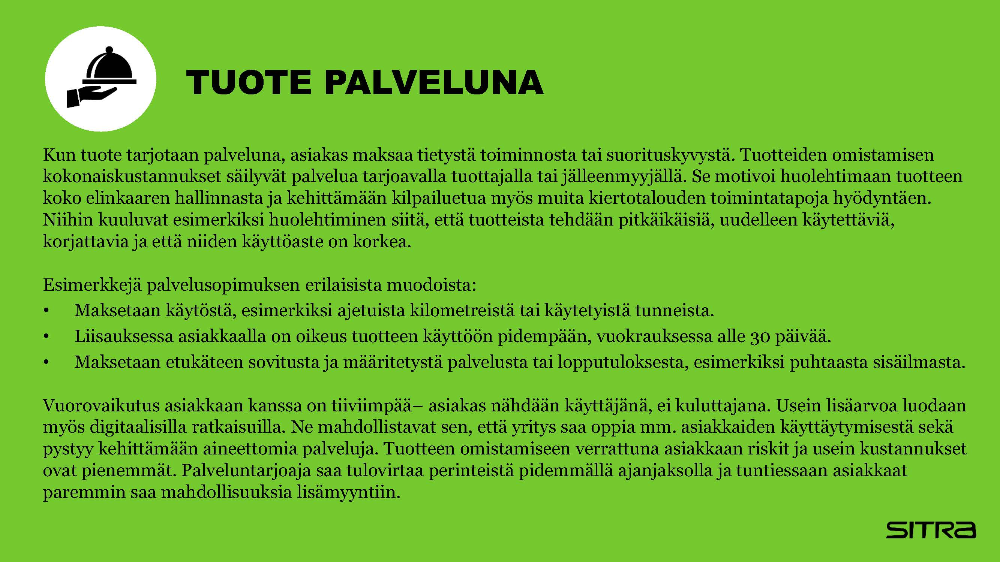 TUOTE PALVELUNA
Kun tuote tarjotaan palveluna, asiakas maksaa tietystä toiminnosta tai suorituskyvystä. Tuotteiden omistamisen
kokonaiskustannukset säilyvät palvelua tarjoavalla tuottajalla tai jälleenmyyjällä. Se motivoi huolehtimaan tuotteen
koko elinkaaren hallinnasta ja kehittämään kilpailuetua myös muita kiertotalouden toimintatapoja hyödyntäen.
Niihin kuuluvat esimerkiksi huolehtiminen siitä, että tuotteista tehdään pitkäikäisiä, uudelleen käytettäviä,
korjattavia ja että niiden käyttöaste on korkea.
Esimerkkejä palvelusopimuksen erilaisista muodoista:
• Maksetaan käytöstä, esimerkiksi ajetuista kilometreistä tai käytetyistä tunneista.
• Liisauksessa asiakkaalla on oikeus tuotteen käyttöön pidempään, vuokrauksessa alle 30 päivää.
• Maksetaan etukäteen sovitusta ja määritetystä palvelusta tai lopputuloksesta, esimerkiksi puhtaasta sisäilmasta.
Vuorovaikutus asiakkaan kanssa on tiiviimpää– asiakas nähdään käyttäjänä, ei kuluttajana. Usein lisäarvoa luodaan
myös digitaalisilla ratkaisuilla. Ne mahdollistavat sen, että yritys saa oppia mm. asiakkaiden käyttäytymisestä sekä
pystyy kehittämään aineettomia palveluja. Tuotteen omistamiseen verrattuna asiakkaan riskit ja usein kustannukset
ovat pienemmät. Palveluntarjoaja saa tulovirtaa perinteistä pidemmällä ajanjaksolla ja tuntiessaan asiakkaat
paremmin saa mahdollisuuksia lisämyyntiin.
SITRA